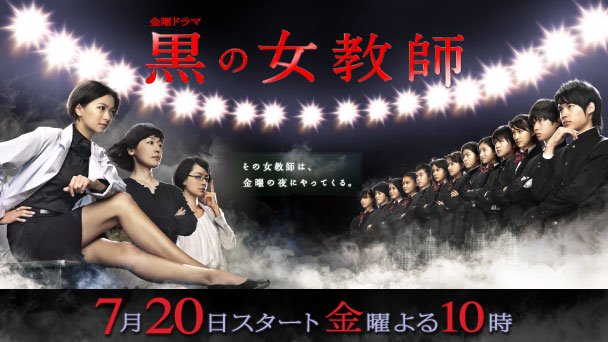 金曜ドラマ
黒の女教師
その女教師は、
金曜の夜にやってくる。
7月20日スタート 金曜よる10時